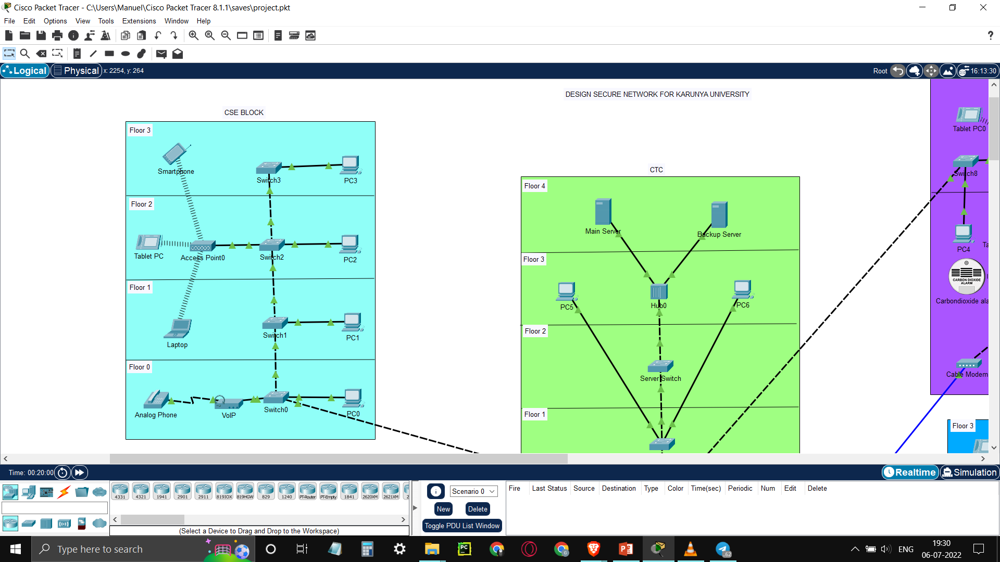 Cisco Packet Tracer - C:\Users\Manuel\Cisco Packet Tracer 8.1.1\saves\project.pkt
File Edit Options View Tools Extensions Window Help
?
Logical Physical x: 2254, y: 264 Root 16:13:30
DESIGN SECURE NETWORK FOR KARUNYA UNIVERSITY
CSE BLOCK
Floor 3
Smartphone
Switch3
PC3
Floor 2
Tablet PC
Access Point0
Switch2
PC2
Floor 1
Laptop
Switch1
PC1
Floor 0
Analog Phone
VoIP
Switch0
PC0
CTC
Floor 4
Main Server
Backup Server
Floor 3
PC5
Hub0
PC6
Floor 2
Server Switch
Floor 1
Tablet PC0
Switch8
PC4
Ta
CARBON DIOXIDE
ALARM
Carbondioxide ala
Cable Modem
Floor 3
Time: 00:20:00 Realtime Simulation
4331 4321 1941 2901 2911 819IOX 819HGW 829 1240 PT-Router PT-Empty 1841 2620XM 2621XM 2
(Select a Device to Drag and Drop to the Workspace)
Scenario 0
New Delete
Toggle PDU List Window
Fire Last Status Source Destination Type Color Time(sec) Periodic Num Edit Delete
Type here to search
PC
G
P
62
ENG
19:30
06-07-2022